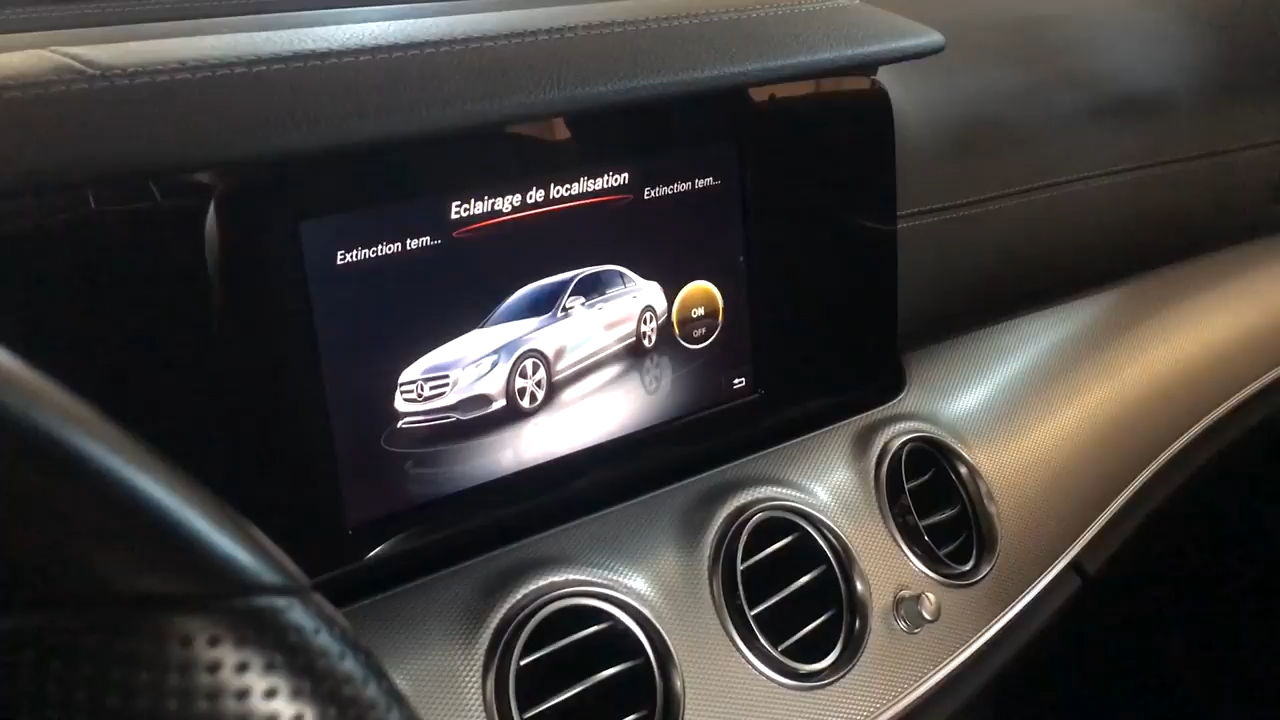 Extinction tem...
Eclairage de localisation
Extinction tem...
ON
OFF